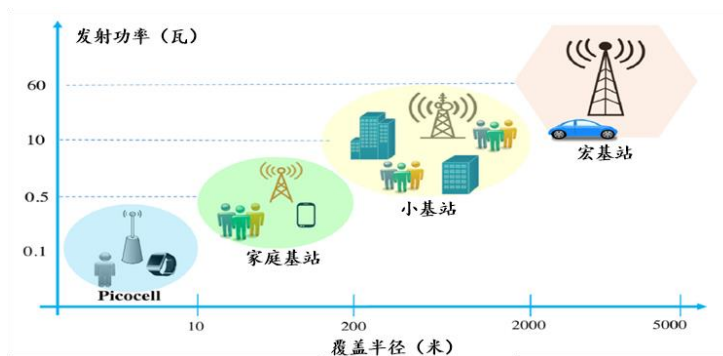 发射功率（瓦）
60
10
0.5
0.1
宏基站
小基站
家庭基站
Picocell
10
200
2000
5000
覆盖半径（米）